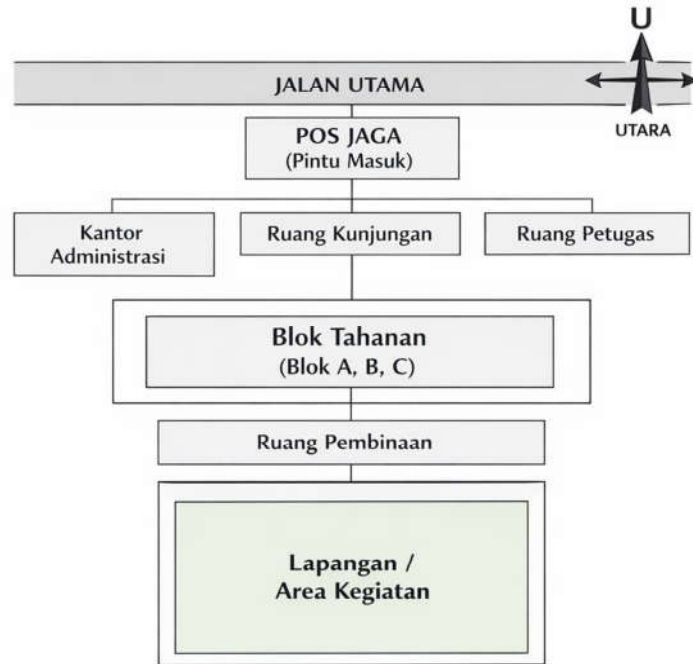 U
JALAN UTAMA
UTARA
POS JAGA
(Pintu Masuk)
Kantor
Administrasi
Ruang Kunjungan
Ruang Petugas
Blok Tahanan
(Blok A, B, C)
Ruang Pembinaan
Lapangan /
Area Kegiatan